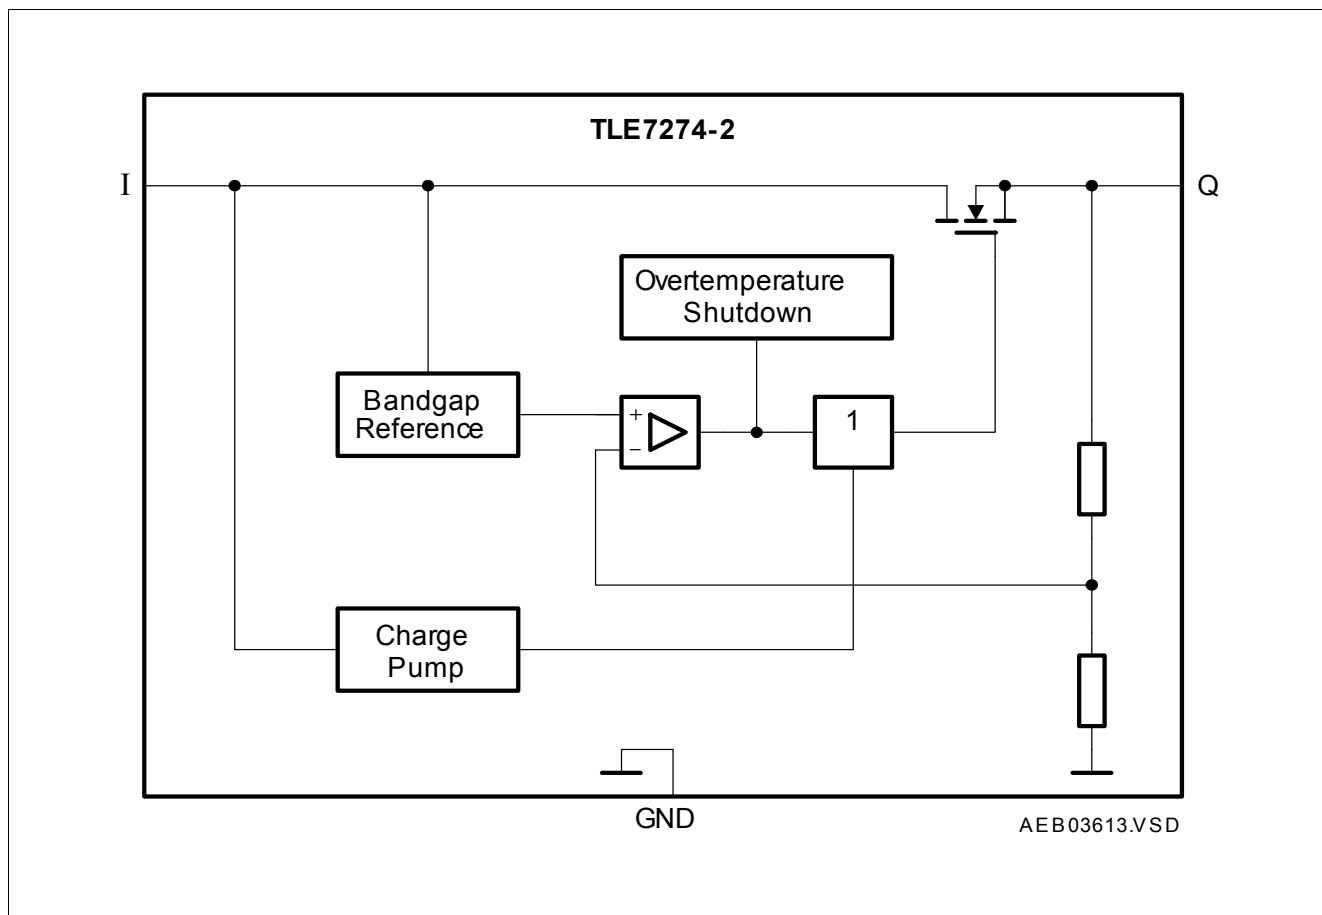 TLE7274-2
I
Q
Overtemperature
Shutdown
Bandgap
Reference
+
−
1
Charge
Pump
GND
AEB03613.VSD